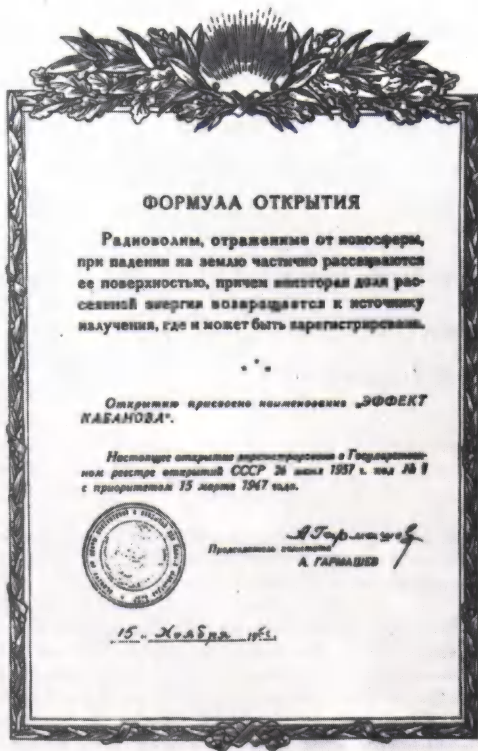 ФОРМУЛА ОТКРЫТИЯ
Радиоволны, отраженные от ионосферы,
при падении на землю частично рассеиваются
ее поверхностью, причем некоторая доля рас-
сеянной энергии возвращается к источнику
излучения, где и может быть зарегистрирована.
Открытию присвоено наименование „ЭФФЕКТ
КАБАНОВА".
Настоящее открытие зарегистрировано в Государствен-
ном реестре открытий СССР 26 июня 1957 г. под №
с приоритетом 15 марта 1947 года.
Председатель комитета
А. ГАРМАШЕВ
15 „ Ноября